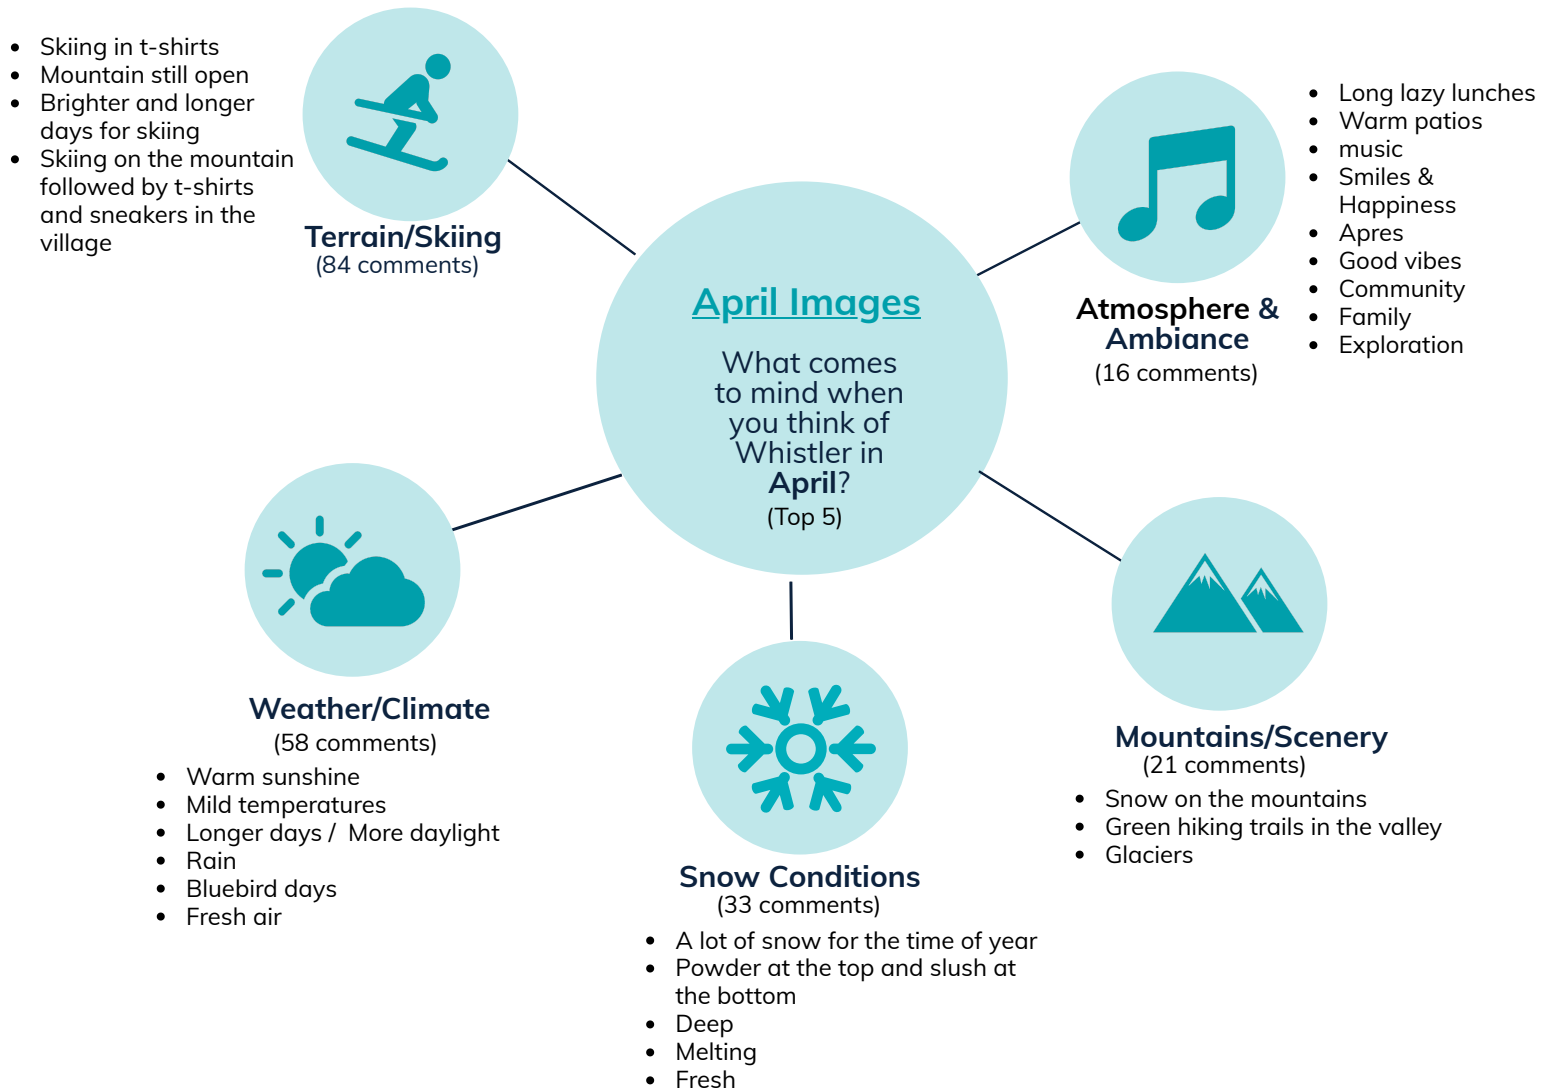 April Images
What comes
to mind when
you think of
Whistler in
April?
(Top 5)
• Skiing in t-shirts
• Mountain still open
• Brighter and longer
days for skiing
• Skiing on the mountain
followed by t-shirts
and sneakers in the
village
Terrain/Skiing
(84 comments)
Atmosphere &
Ambiance
(16 comments)
• Long lazy lunches
• Warm patios
• music
• Smiles &
Happiness
• Apres
• Good vibes
• Community
• Family
• Exploration
Weather/Climate
(58 comments)
• Warm sunshine
• Mild temperatures
• Longer days / More daylight
• Rain
• Bluebird days
• Fresh air
Snow Conditions
(33 comments)
• A lot of snow for the time of year
• Powder at the top and slush at
the bottom
• Deep
• Melting
• Fresh
Mountains/Scenery
(21 comments)
• Snow on the mountains
• Green hiking trails in the valley
• Glaciers